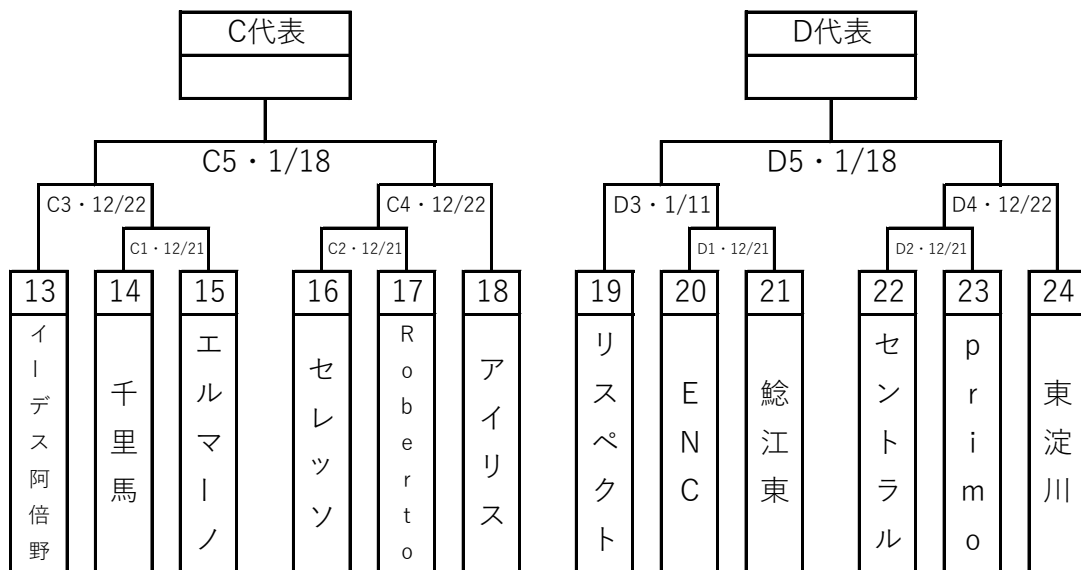 C代表
D代表
C5・1/18
D5・1/18
C3・12/22
C4・12/22
D3・1/11
D4・12/22
C1・12/21
C2・12/21
D1・12/21
D2・12/21
13
14
15
16
17
18
19
20
21
22
23
24
イーデス阿倍野
千里馬
エルマーノ
セレッソ
Roberto
アイリス
リスペクト
ENC
鯰江東
セントラル
primo
東淀川